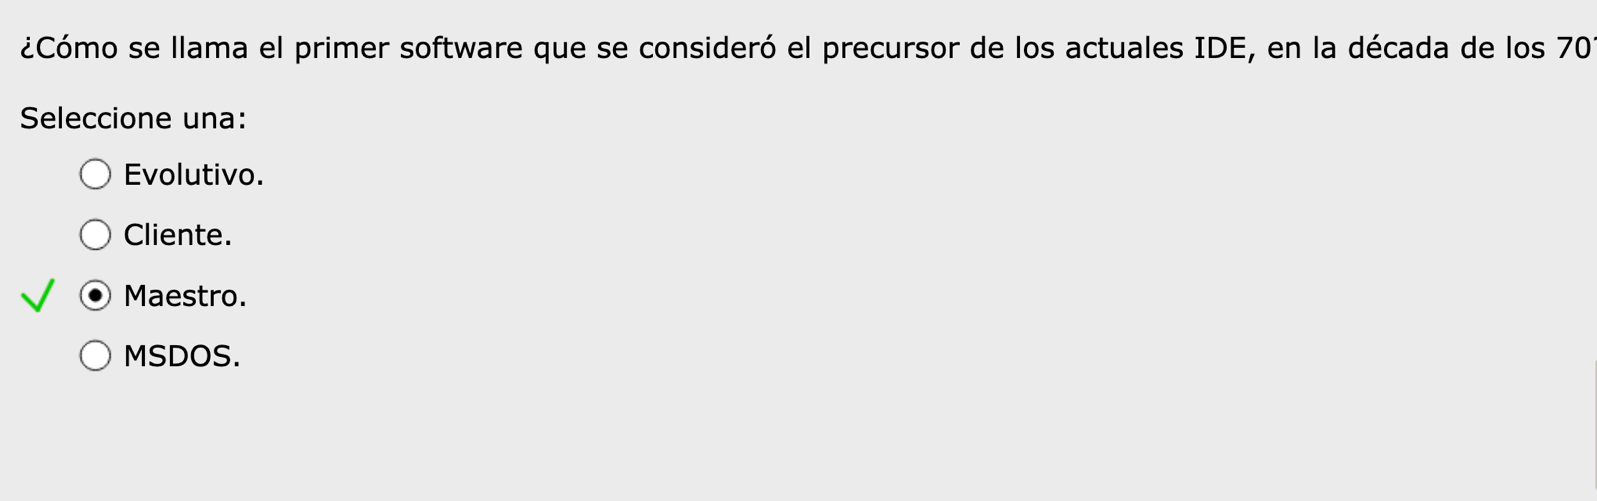 ¿Cómo se llama el primer software que se consideró el precursor de los actuales IDE, en la década de los 70?
Seleccione una:
Evolutivo.
Cliente.
Maestro.
MSDOS.